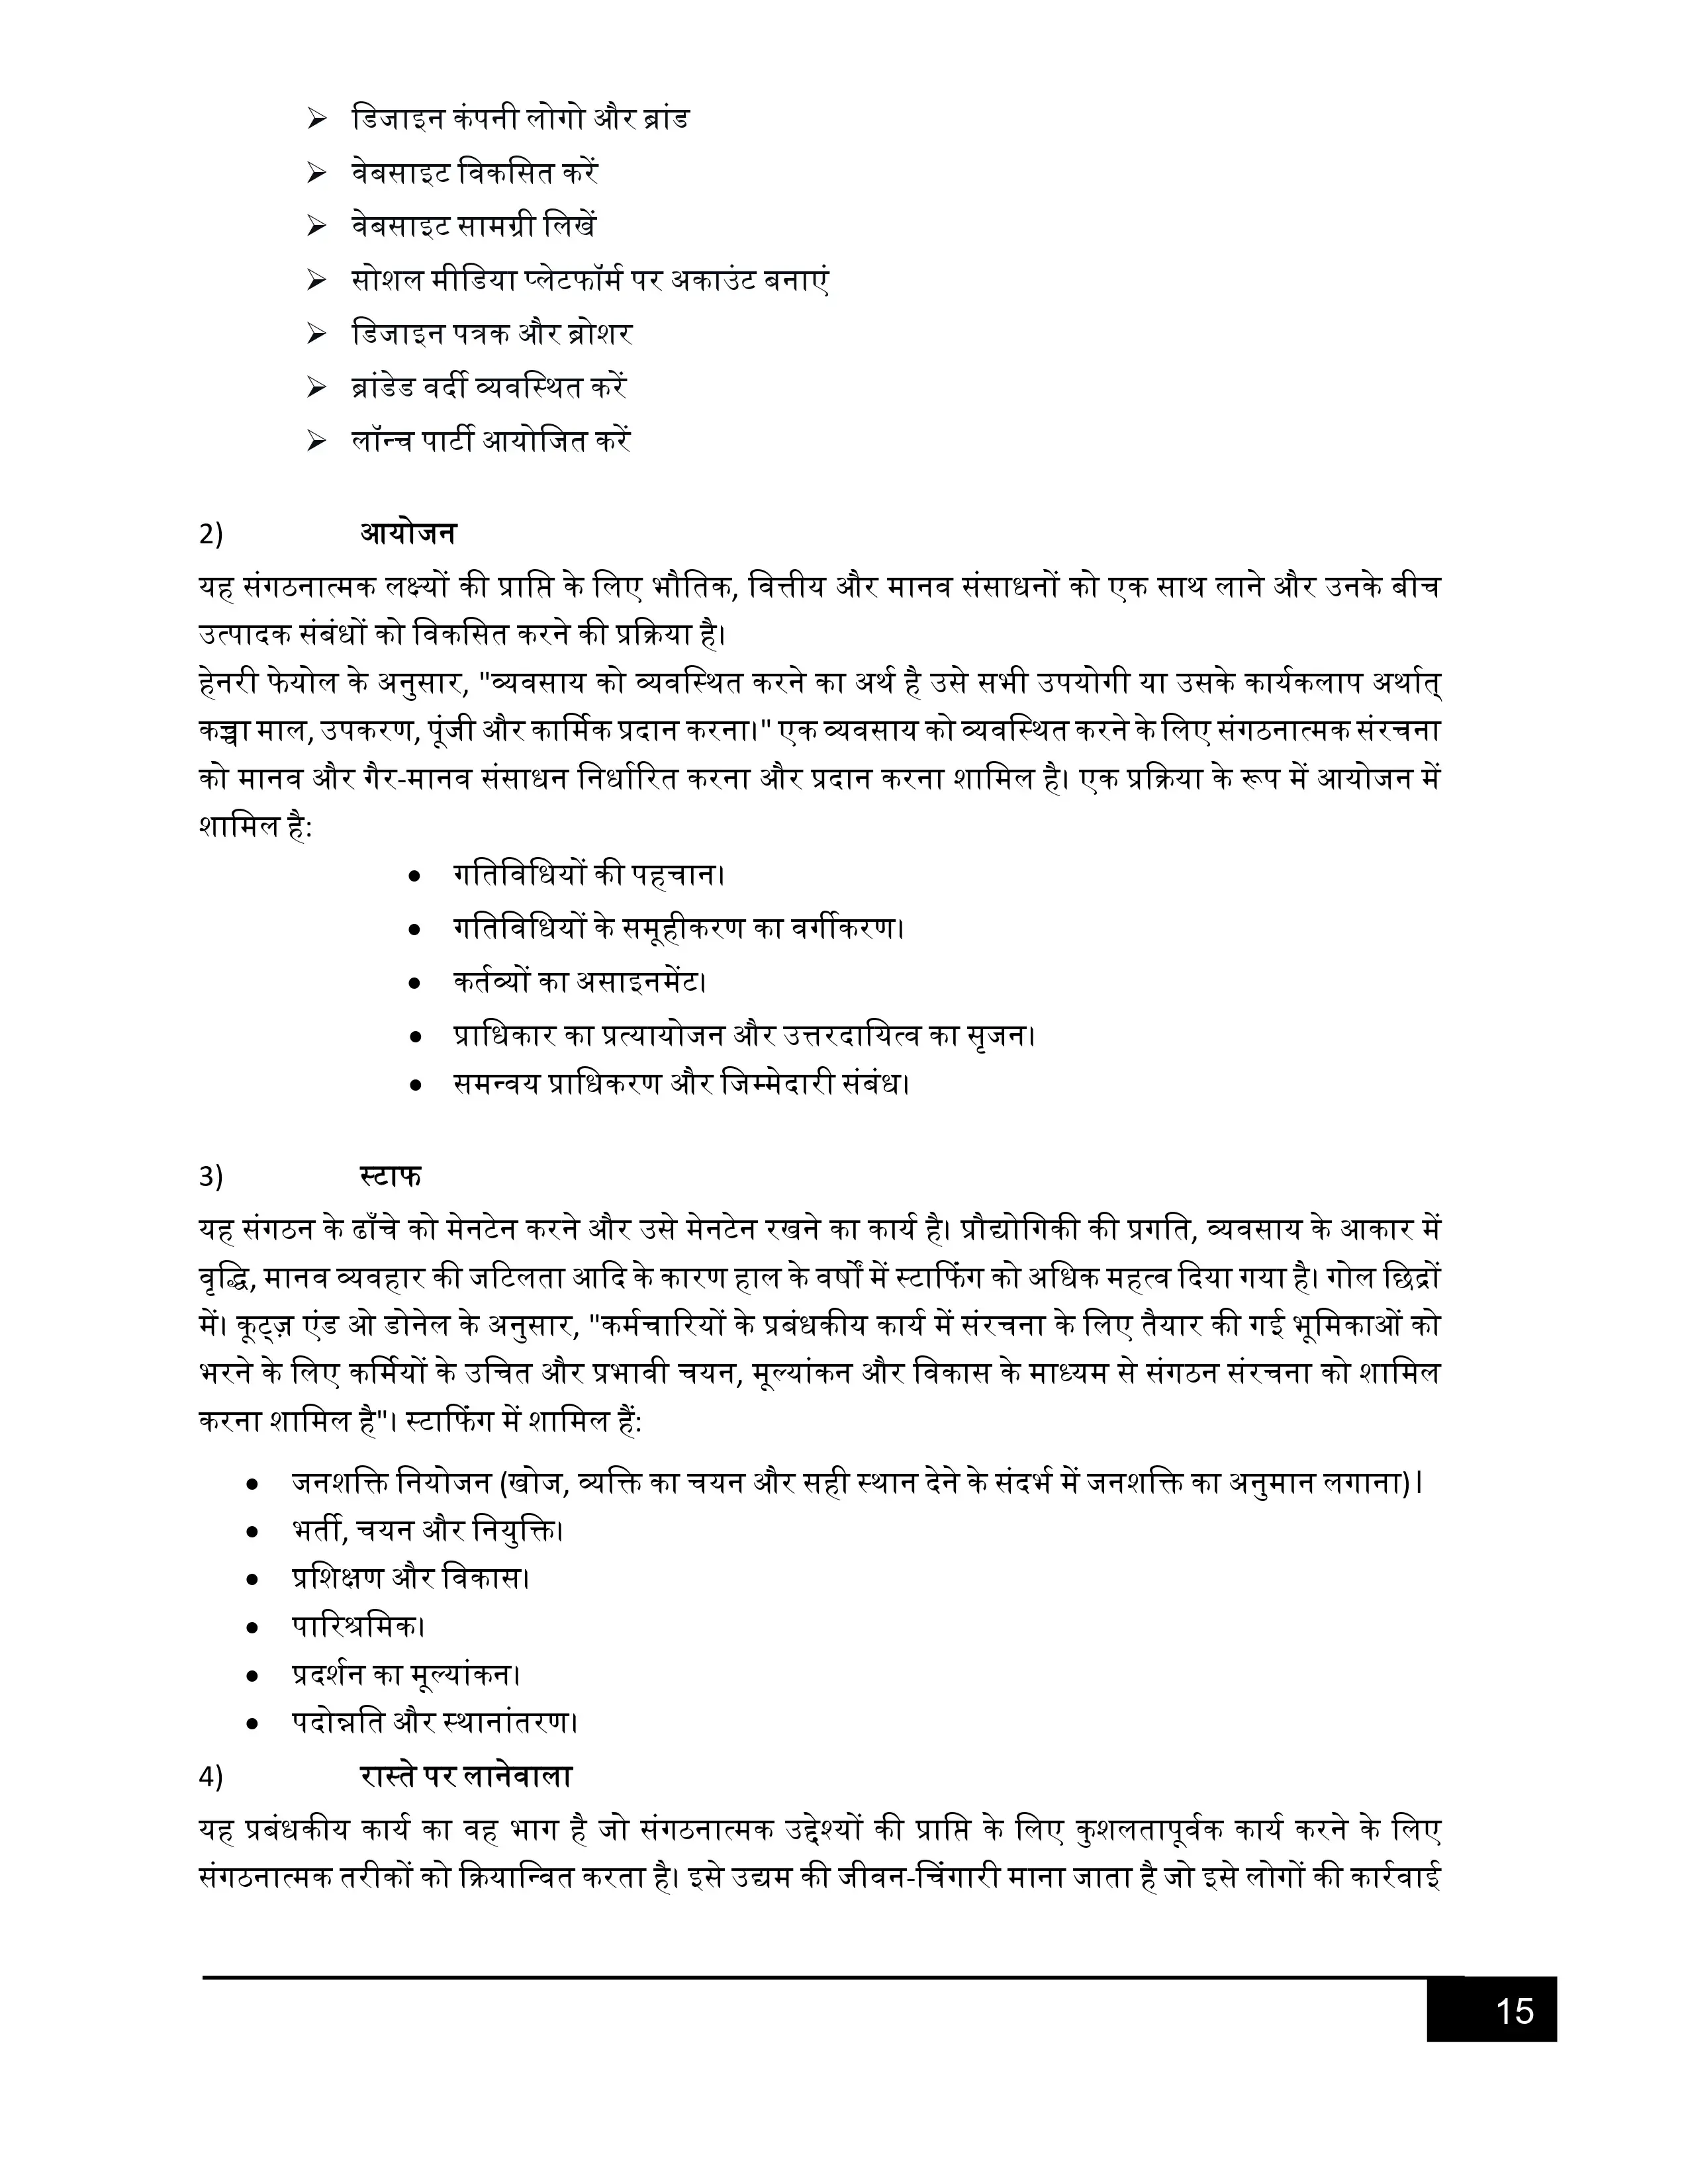 ➢ डिजाइन कंपनी लोगो और ब्रांड
➢ वेबसाइट विकसित करें
➢ वेबसाइट सामग्री लिखें
➢ सोशल मीडिया प्लेटफॉर्म पर अकाउंट बनाएं
➢ डिजाइन पत्रक और ब्रोशर
➢ ब्रांडेड वर्दी व्यवस्थित करें
➢ लॉन्च पार्टी आयोजित करें
2) आयोजन
यह संगठनात्मक लक्ष्यों की प्राप्ति के लिए भौतिक, वित्तीय और मानव संसाधनों को एक साथ लाने और उनके बीच
उत्पादक संबंधों को विकसित करने की प्रक्रिया है।
हेनरी फेयोल के अनुसार, "व्यवसाय को व्यवस्थित करने का अर्थ है उसे सभी उपयोगी या उसके कार्यकलाप अर्थात्
कच्चा माल, उपकरण, पूंजी और कार्मिक प्रदान करना।" एक व्यवसाय को व्यवस्थित करने के लिए संगठनात्मक संरचना
को मानव और गैर-मानव संसाधन निर्धारित करना और प्रदान करना शामिल है। एक प्रक्रिया के रूप में आयोजन में
शामिल है:
• गतिविधियों की पहचान।
• गतिविधियों के समूहीकरण का वर्गीकरण।
• कर्तव्यों का असाइनमेंट।
• प्राधिकार का प्रत्यायोजन और उत्तरदायित्व का सृजन।
• समन्वय प्राधिकरण और जिम्मेदारी संबंध।
3) स्टाफ
यह संगठन के ढाँचे को मेनटेन करने और उसे मेनटेन रखने का कार्य है। प्रौद्योगिकी की प्रगति, व्यवसाय के आकार में
वृद्धि, मानव व्यवहार की जटिलता आदि के कारण हाल के वर्षों में स्टाफिंग को अधिक महत्व दिया गया है। गोल छिद्रों
में। कूट्ज़ एंड ओ डोनेल के अनुसार, "कर्मचारियों के प्रबंधकीय कार्य में संरचना के लिए तैयार की गई भूमिकाओं को
भरने के लिए कर्मियों के उचित और प्रभावी चयन, मूल्यांकन और विकास के माध्यम से संगठन संरचना को शामिल
करना शामिल है"। स्टाफिंग में शामिल हैं:
• जनशक्ति नियोजन (खोज, व्यक्ति का चयन और सही स्थान देने के संदर्भ में जनशक्ति का अनुमान लगाना)।
• भर्ती, चयन और नियुक्ति।
• प्रशिक्षण और विकास।
• पारिश्रमिक।
• प्रदर्शन का मूल्यांकन।
• पदोन्नति और स्थानांतरण।
4) रास्ते पर लानेवाला
यह प्रबंधकीय कार्य का वह भाग है जो संगठनात्मक उद्देश्यों की प्राप्ति के लिए कुशलतापूर्वक कार्य करने के लिए
संगठनात्मक तरीकों को क्रियान्वित करता है। इसे उद्यम की जीवन-चिंगारी माना जाता है जो इसे लोगों की कार्रवाई
15